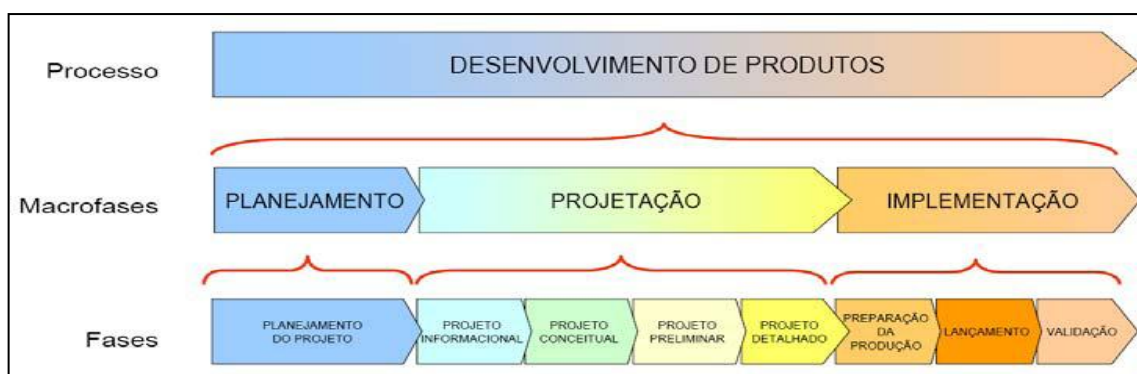 Processo
DESENVOLVIMENTO DE PRODUTOS
Macrofases
PLANEJAMENTO
PROJETAÇÃO
IMPLEMENTAÇÃO
Fases
PLANEJAMENTO
DO PROJETO
PROJETO
INFORMACIONAL
PROJETO
CONCEITUAL
PROJETO
PRELIMINAR
PROJETO
DETALHADO
PREPARAÇÃO
DA
PRODUÇÃO
LANÇAMENTO
VALIDAÇÃO